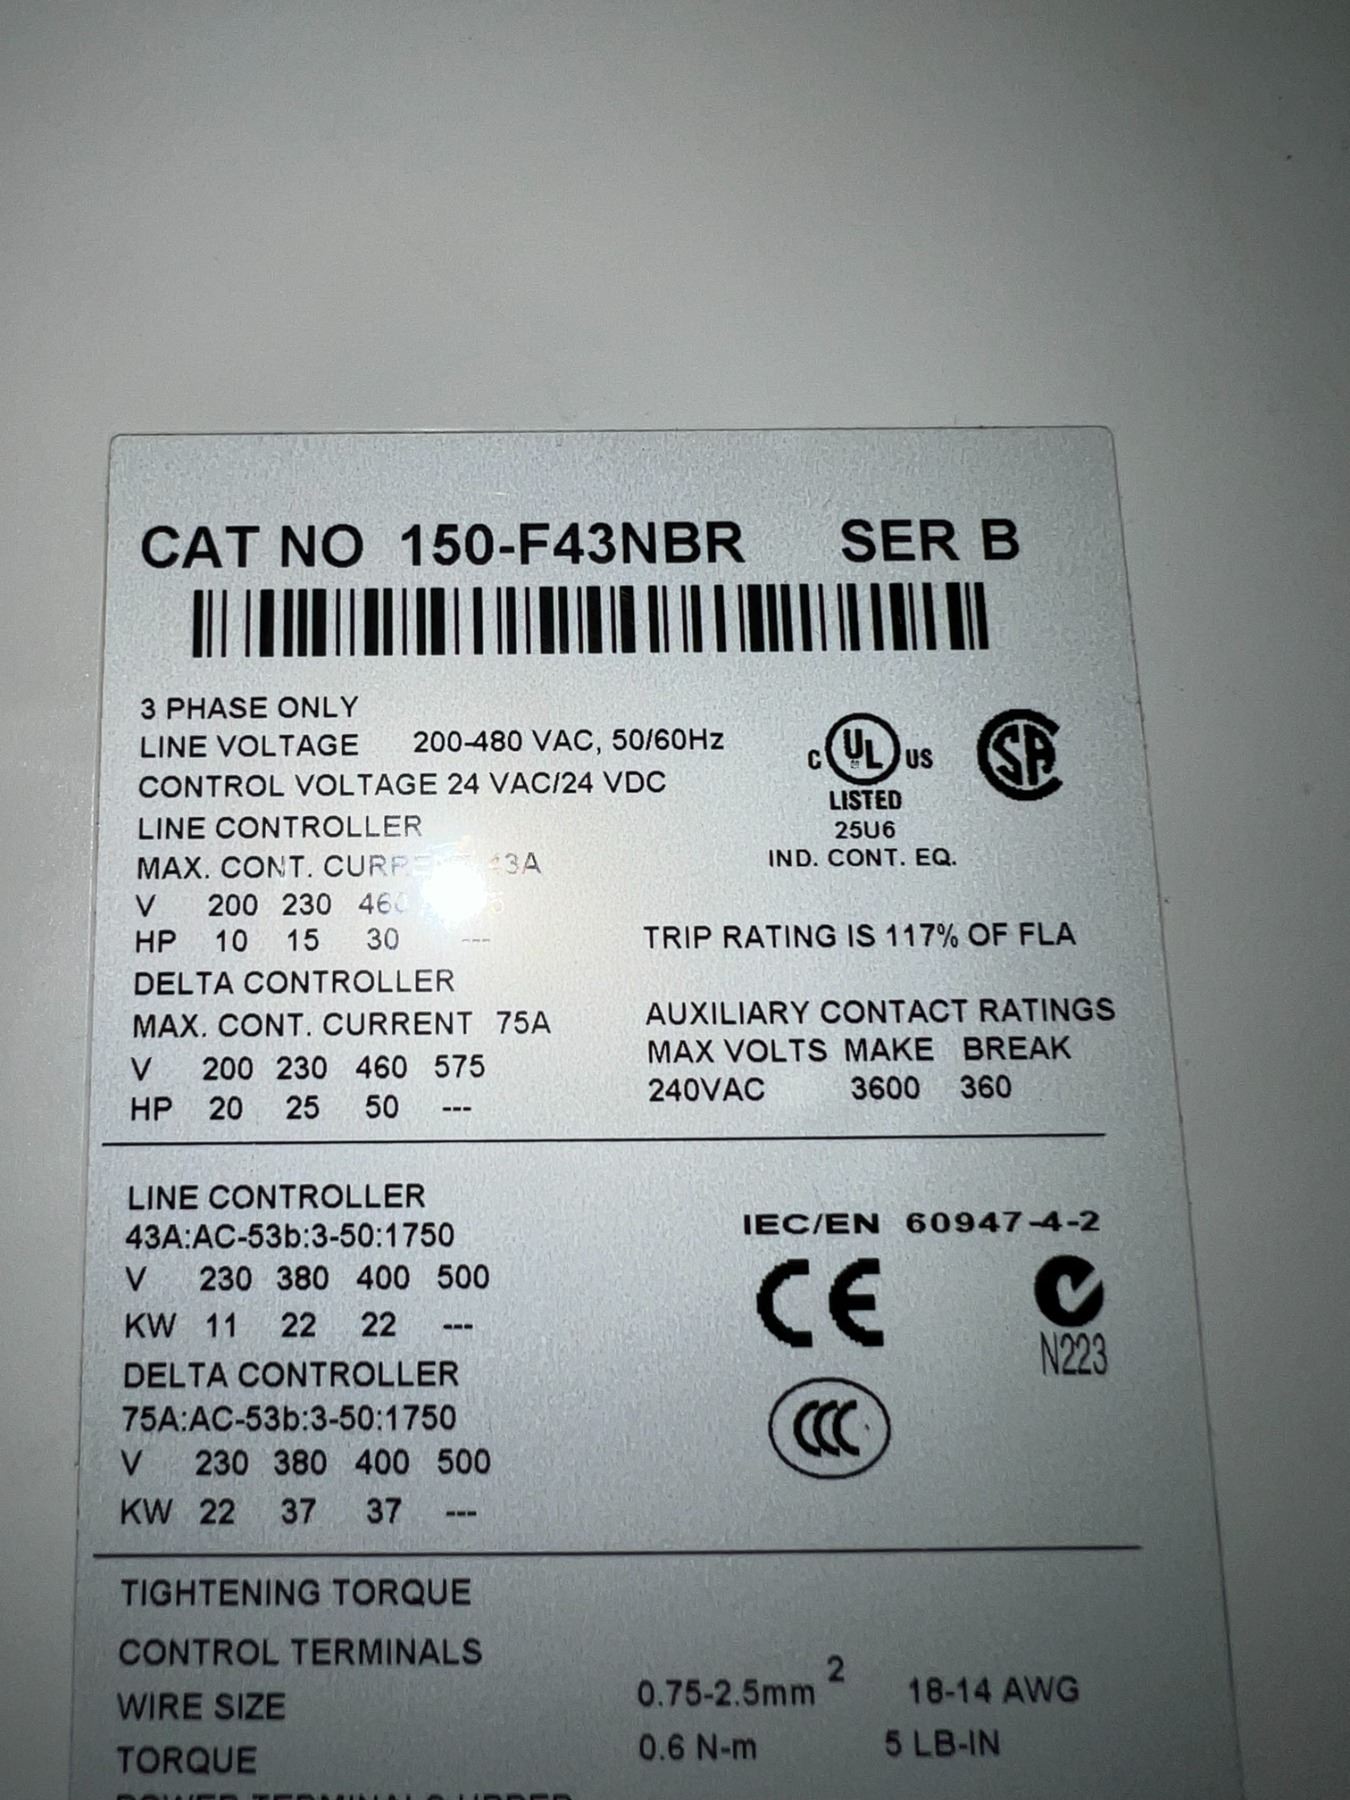 CAT NO 150-F43NBR SER B
3 PHASE ONLY
LINE VOLTAGE 200-480 VAC, 50/60Hz
CONTROL VOLTAGE 24 VAC/24 VDC
LINE CONTROLLER
MAX. CONT. CURRENT 43A
V 200 230 460
HP 10 15 30 ---
DELTA CONTROLLER
MAX. CONT. CURRENT 75A
V 200 230 460 575
HP 20 25 50 ---
C UL US
LISTED
25U6
IND. CONT. EQ.
SA
TRIP RATING IS 117% OF FLA
AUXILIARY CONTACT RATINGS
MAX VOLTS MAKE BREAK
240VAC 3600 360
LINE CONTROLLER
43A:AC-53b:3-50:1750
V 230 380 400 500
KW 11 22 22 ---
DELTA CONTROLLER
75A:AC-53b:3-50:1750
V 230 380 400 500
KW 22 37 37 ---
IEC/EN 60947-4-2
CE
N223
CCC
TIGHTENING TORQUE
CONTROL TERMINALS
WIRE SIZE 0.75-2.5mm² 18-14 AWG
TORQUE 0.6 N-m 5 LB-IN